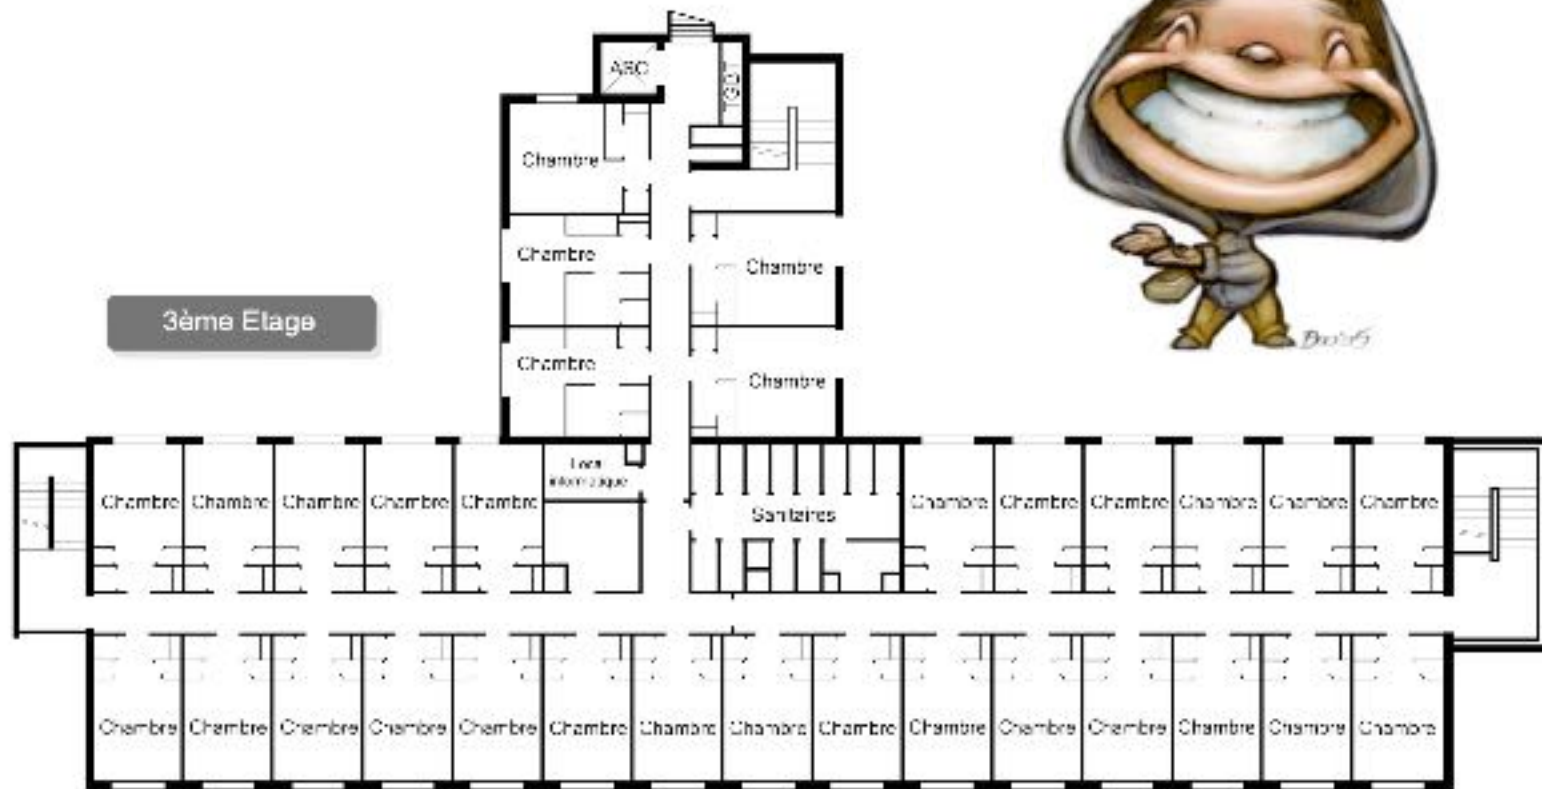 ASC
TGBT
Chambre
Chambre
Chambre
Chambre
Chambre
3ème Etage
Local
informatique
Chambre Chambre Chambre Chambre Chambre
Sanitaires
Chambre Chambre Chambre Chambre Chambre Chambre
Chambre Chambre Chambre Chambre Chambre Chambre Chambre Chambre Chambre Chambre Chambre Chambre Chambre Chambre Chambre